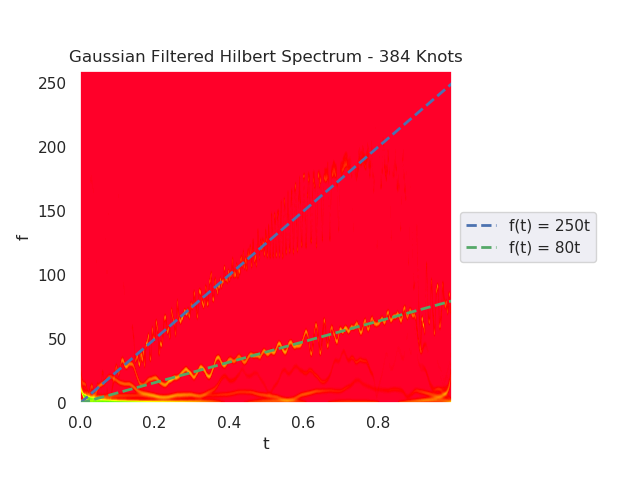 Gaussian Filtered Hilbert Spectrum - 384 Knots
250
200
150
100
50
0
f
0.0 0.2 0.4 0.6 0.8
t
f(t) = 250t
f(t) = 80t